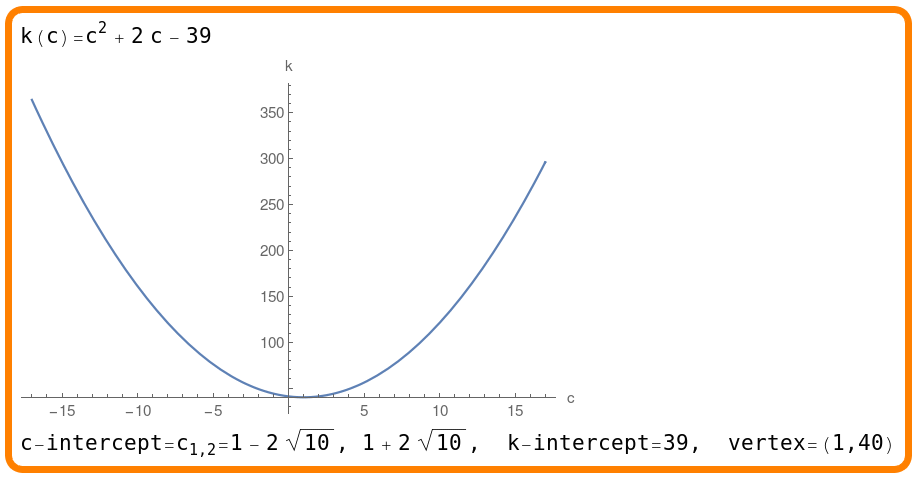 k(c)=c² + 2 c − 39
k
350
300
250
200
150
100
−15 −10 −5 5 10 15 c
c−intercept=c₁,₂=1 − 2 √10, 1 + 2 √10, k−intercept=39, vertex=(1,40)